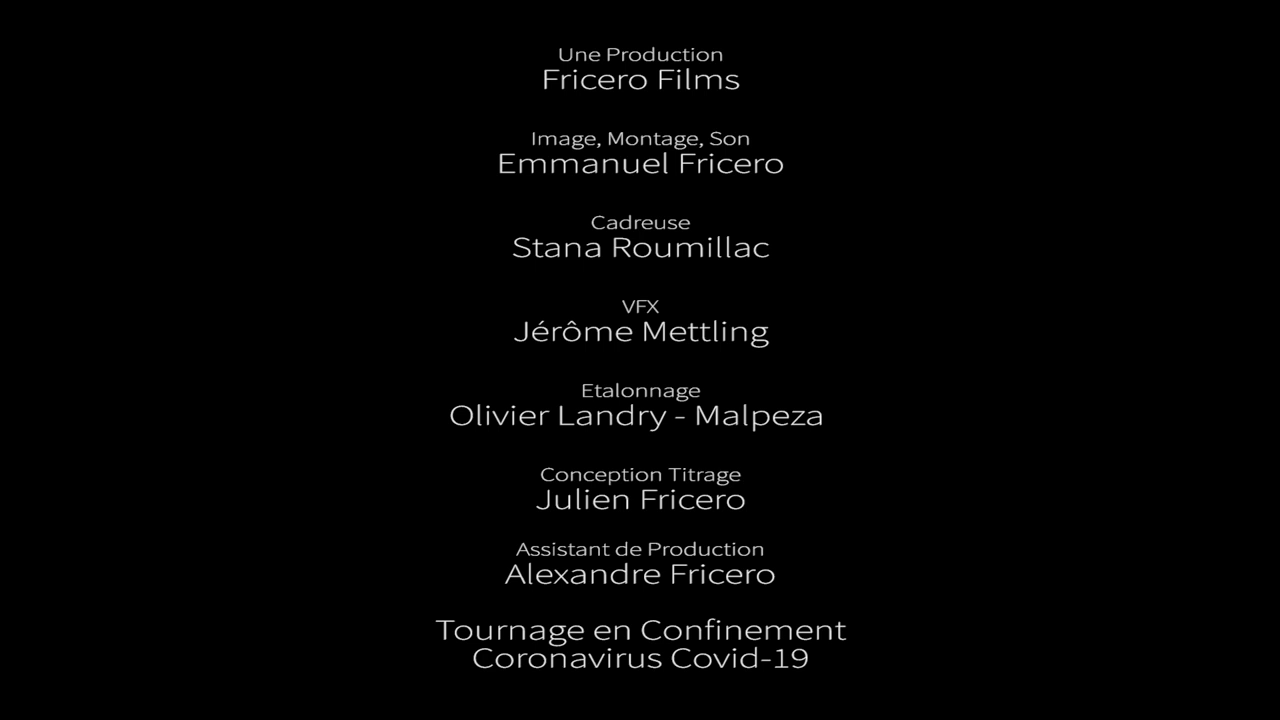 Une Production
Fricero Films
Image, Montage, Son
Emmanuel Fricero
Cadreuse
Stana Roumillac
VFX
Jérôme Mettling
Etalonnage
Olivier Landry - Malpeza
Conception Titrage
Julien Fricero
Assistant de Production
Alexandre Fricero
Tournage en Confinement
Coronavirus Covid-19